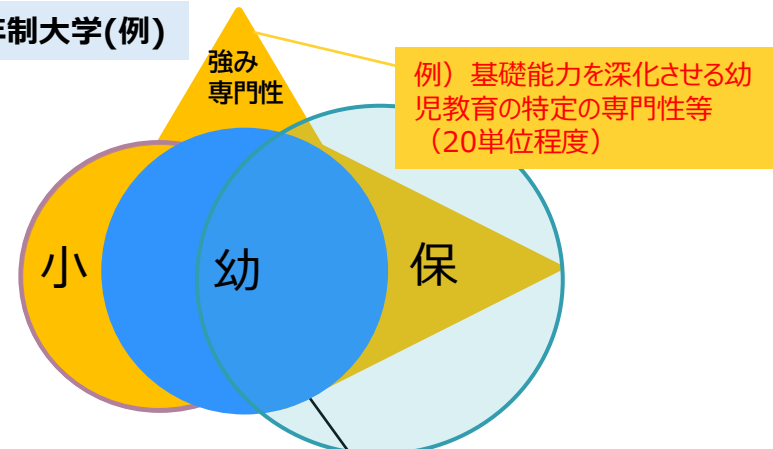 年制大学(例)
強み
専門性
例）基礎能力を深化させる幼
児教育の特定の専門性等
（20単位程度）
小
幼
保